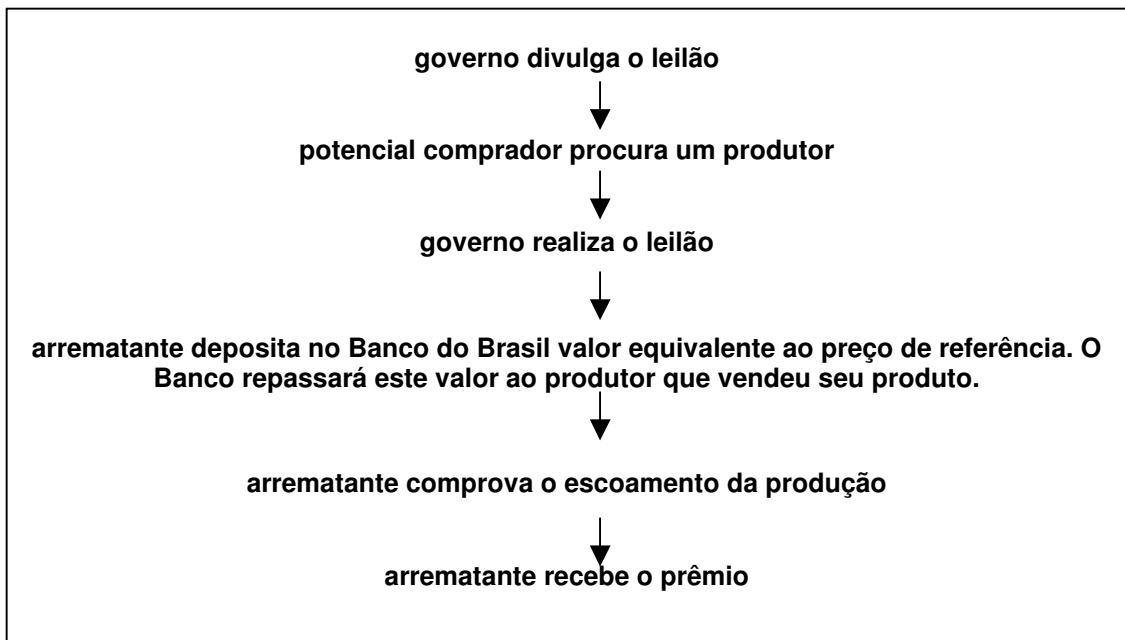 governo divulga o leilão
potencial comprador procura um produtor
governo realiza o leilão
arrematante deposita no Banco do Brasil valor equivalente ao preço de referência. O
Banco repassará este valor ao produtor que vendeu seu produto.
arrematante comprova o escoamento da produção
arrematante recebe o prêmio